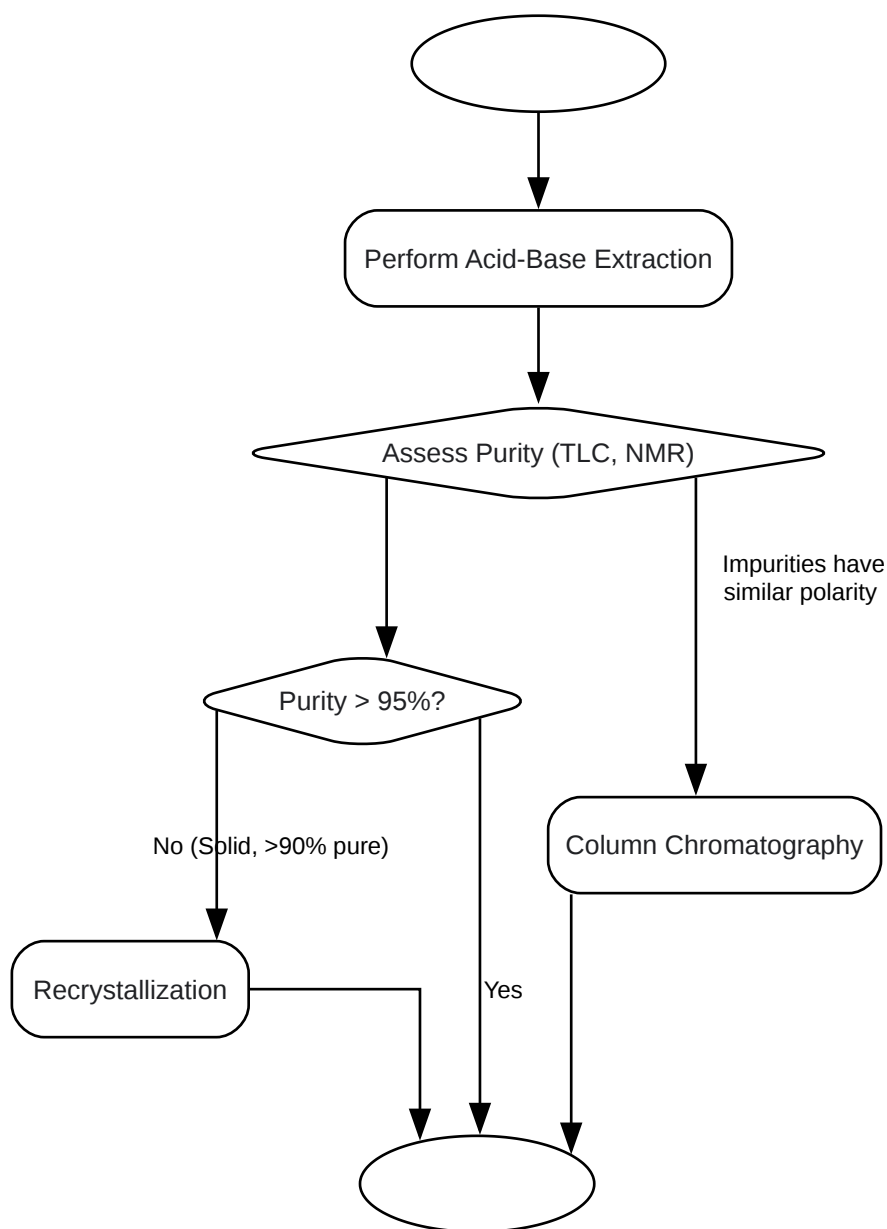 Perform Acid-Base Extraction
Assess Purity (TLC, NMR)
Impurities have
similar polarity
Purity > 95%?
No (Solid, >90% pure)
Column Chromatography
Recrystallization
Yes